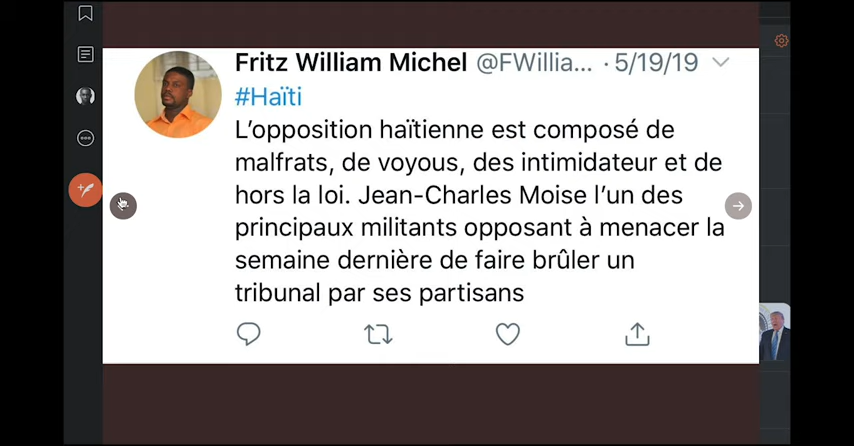 Fritz William Michel @FWillia... · 5/19/19
#Haïti
L’opposition haïtienne est composé de
malfrats, de voyous, des intimidateur et de
hors la loi. Jean-Charles Moise l’un des
principaux militants opposant à menacer la
semaine dernière de faire brûler un
tribunal par ses partisans